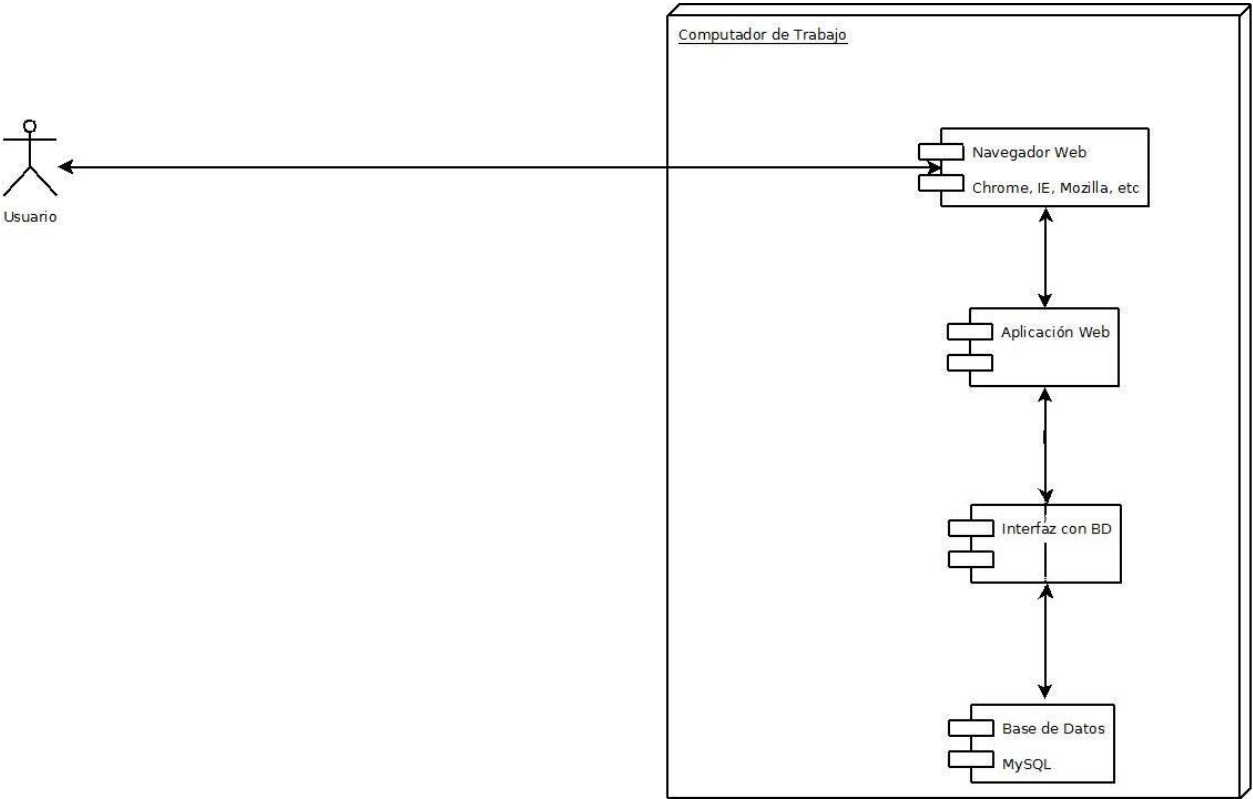 Computador de Trabajo
Navegador Web
Chrome, IE, Mozilla, etc
Usuario
Aplicación Web
Interfaz con BD
Base de Datos
MySQL